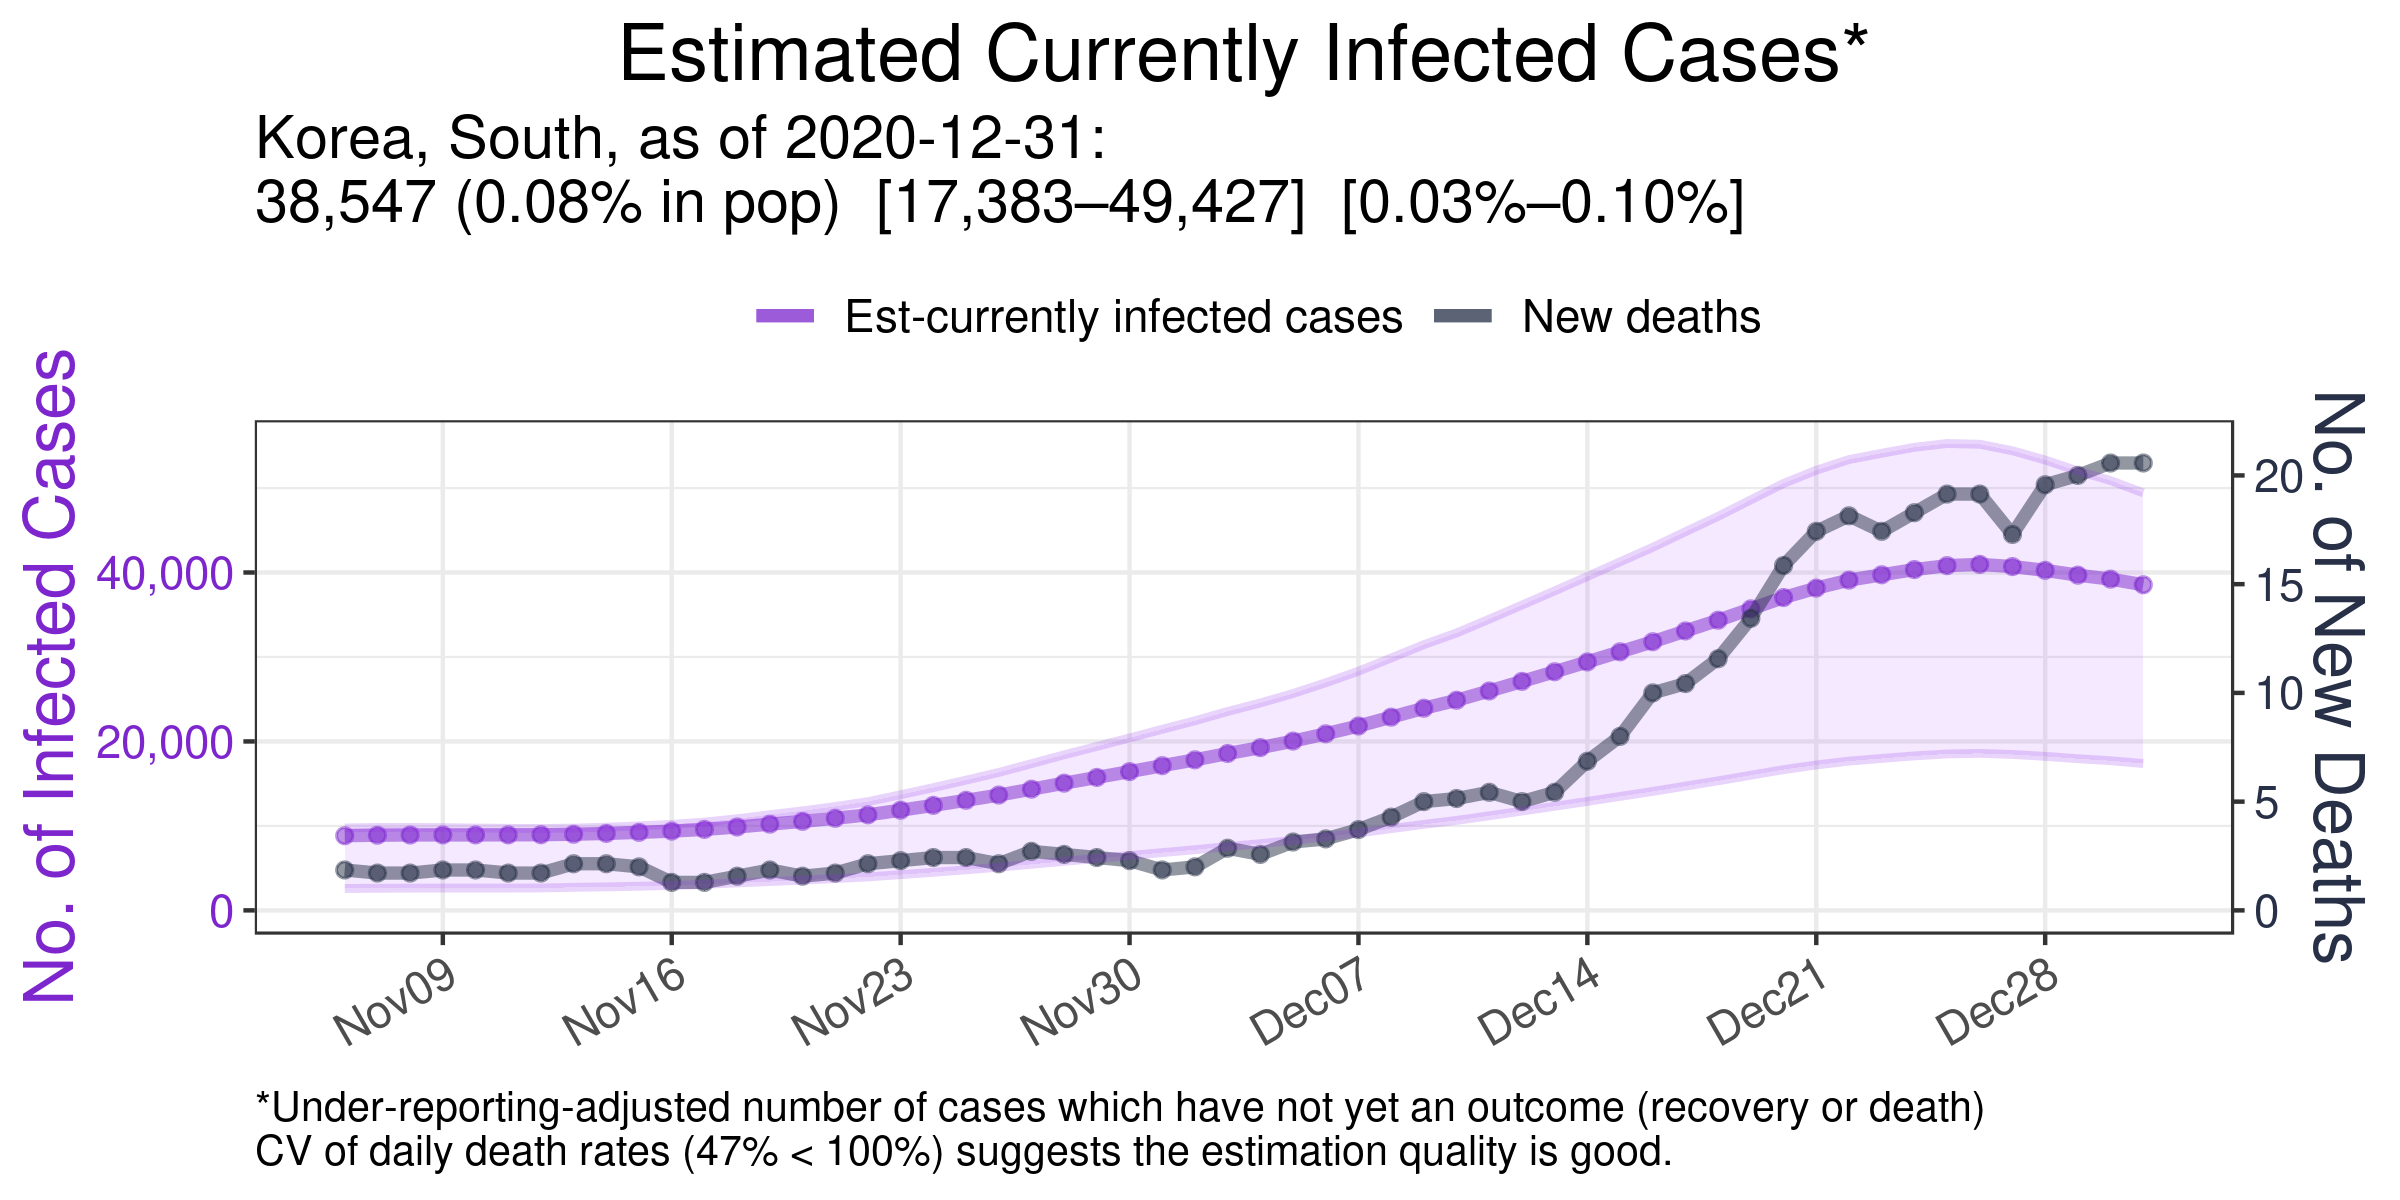 Estimated Currently Infected Cases*
Korea, South, as of 2020-12-31:
38,547 (0.08% in pop) [17,383–49,427] [0.03%–0.10%]
Est-currently infected cases
New deaths
No. of Infected Cases
40,000
20,000
0
No. of New Deaths
20
15
10
5
0
Nov09
Nov16
Nov23
Nov30
Dec07
Dec14
Dec21
Dec28
*Under-reporting-adjusted number of cases which have not yet an outcome (recovery or death)
CV of daily death rates (47% < 100%) suggests the estimation quality is good.